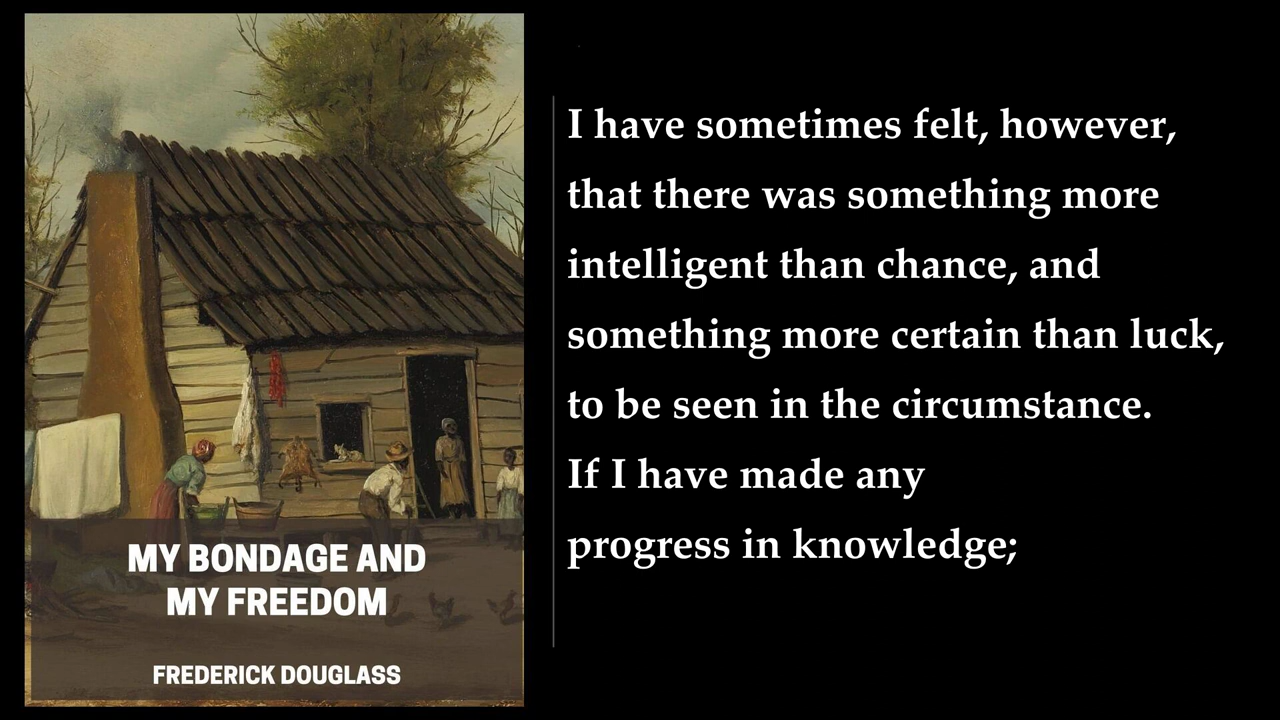 MY BONDAGE AND
MY FREEDOM
FREDERICK DOUGLASS
I have sometimes felt, however,
that there was something more
intelligent than chance, and
something more certain than luck,
to be seen in the circumstance.
If I have made any
progress in knowledge;